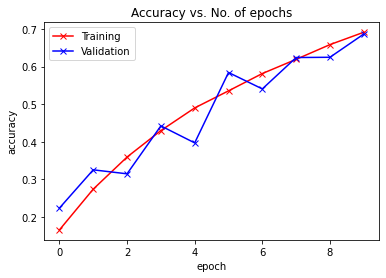 Accuracy vs. No. of epochs
Training
Validation
accuracy
0.7
0.6
0.5
0.4
0.3
0.2
0 2 4 6 8
epoch